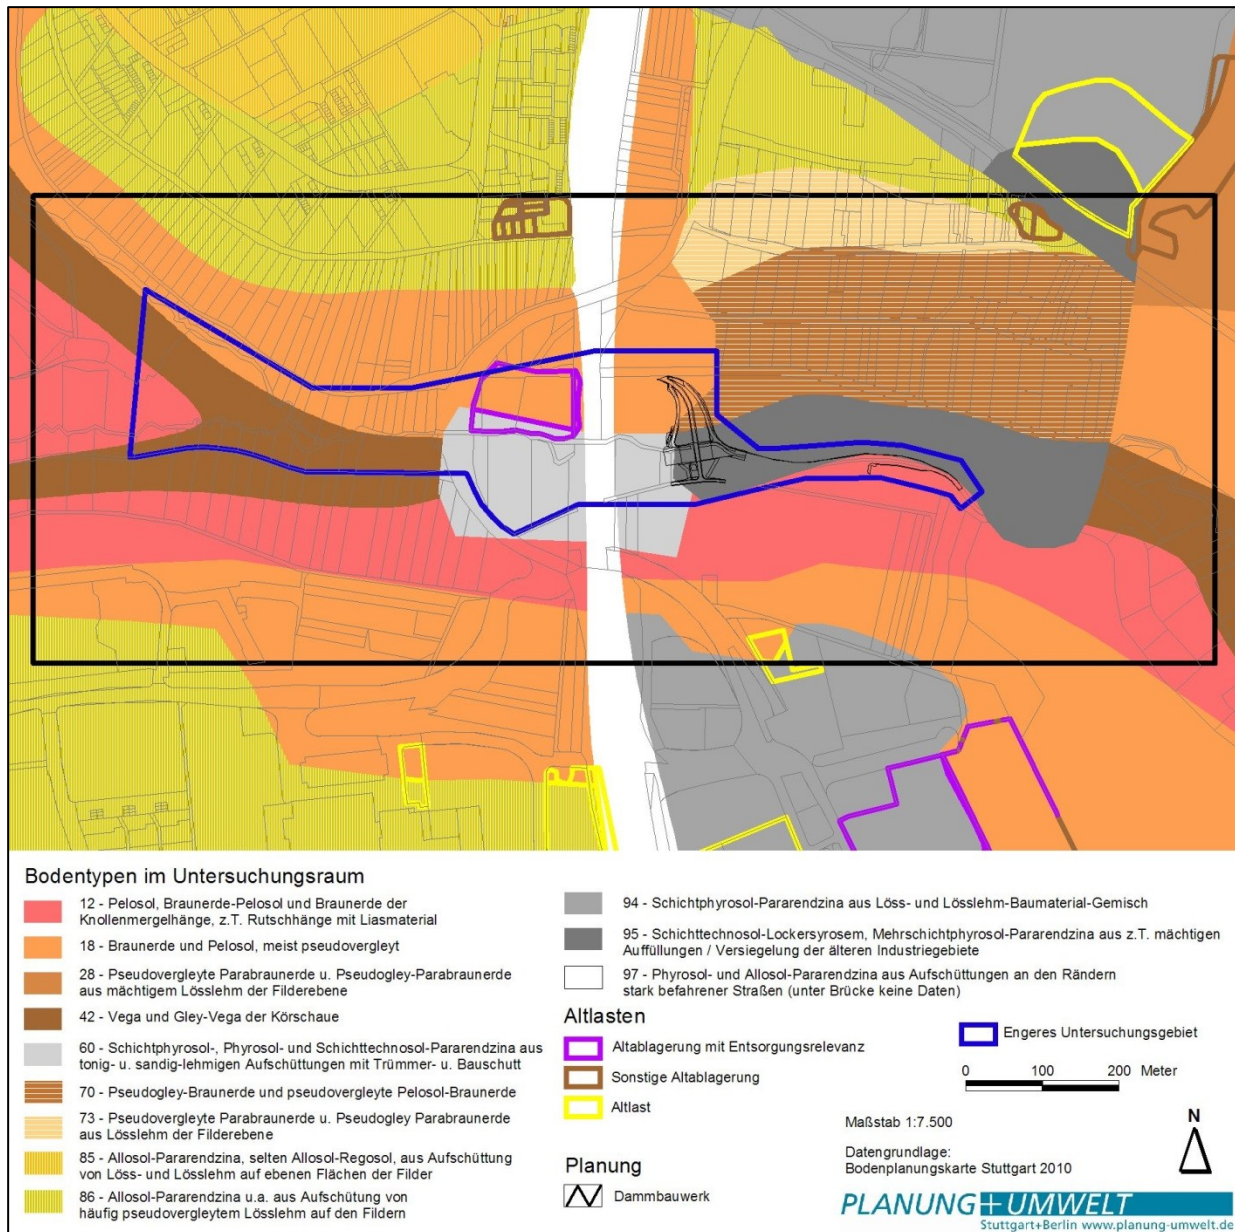 Bodentypen im Untersuchungsraum
12 - Pelosol, Braunerde-Pelosol und Braunerde der
Knollenmergelhänge, z.T. Rutschhänge mit Liasmaterial
18 - Braunerde und Pelosol, meist pseudovergleyt
28 - Pseudovergleyte Parabraunerde u. Pseudogley-Parabraunerde
aus mächtigem Lösslehm der Filderebene
42 - Vega und Gley-Vega der Körschaue
60 - Schichtphyrosol-, Phyrosol- und Schichttechnosol-Pararendzina aus
tonig- u. sandig-lehmigen Aufschüttungen mit Trümmer- u. Bauschutt
70 - Pseudogley-Braunerde und pseudovergleyte Pelosol-Braunerde
73 - Pseudovergleyte Parabraunerde u. Pseudogley Parabraunerde
aus Lösslehm der Filderebene
85 - Allosol-Pararendzina, selten Allosol-Regosol, aus Aufschüttung
von Löss- und Lösslehm auf ebenen Flächen der Filder
86 - Allosol-Pararendzina u.a. aus Aufschütung von
häufig pseudovergleytem Lösslehm auf den Fildern
94 - Schichtphyrosol-Pararendzina aus Löss- und Lösslehm-Baumaterial-Gemisch
95 - Schichttechnosol-Lockersyrosem, Mehrschichtphyrosol-Pararendzina aus z.T. mächtigen
Auffüllungen / Versiegelung der älteren Industriegebiete
97 - Phyrosol- und Allosol-Pararendzina aus Aufschüttungen an den Rändern
stark befahrener Straßen (unter Brücke keine Daten)
Altlasten
Altablagerung mit Entsorgungsrelevanz
Sonstige Altablagerung
Altlast
Planung
Dammbauwerk
Engeres Untersuchungsgebiet
0 100 200 Meter
Maßstab 1:7.500
N
Datengrundlage:
Bodenplanungskarte Stuttgart 2010
PLANUNG+UMWELT
Stuttgart+Berlin www.planung-umwelt.de